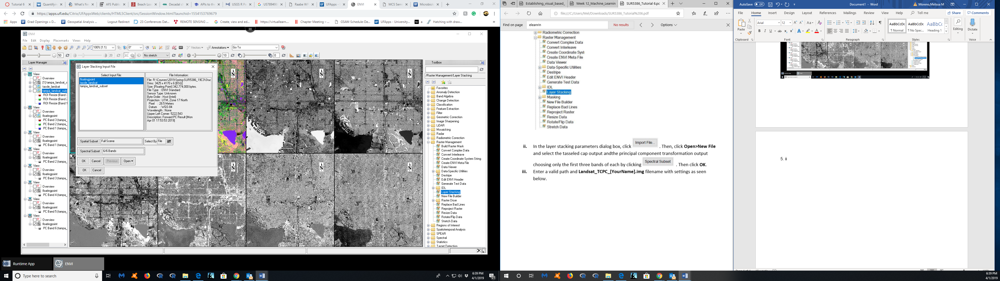 Tutorial 6
Quantifyin
What's Ne
AFS Public
Beach Loss
Decadal ch
APIs to the
USGS R Pa
US789498
Raabe WP
UFApps -
ENVI
MCS Sem
Microbiol
https://apps.ufl.edu/Citrix/UFAppsWeb/clients/HTML5Client/src/SessionWindow.html?launchid=1554153769679
Apps
Grad Openings » D...
Geospatial Analysis ...
Logout Redirect
23 Conferences Dat...
REMOTE SENSING ...
Create, view and ed...
https://virtuallearn...
Chapter Meeting – ...
GSAW-Schedule-De...
UFApps - University...
a
Hatching with draw...
ENVI
File Edit Display Placemarks Views Help
100% (1:1)
0°
Vectors
Annotations
Go To
50
20
No stretch
10
0
Layer Manager
View
Overview
[1] tampa_landsat_s
tassle_landsat
tampa_landsat_subs
ROI Resize (Band 3
ROI Resize (Band 2
ROI Resize (Band 1
View
Overview
floatingpoint
PC Band 3 (tampa_
PC Band 2 (tampa_
PC Band 1 (tampa_
View
Overview
floatingpoint
PC Band 1 (tampa_
View
Overview
floatingpoint
PC Band 2 (tampa_
View
Overview
floatingpoint
PC Band 3 (tampa_
View
Overview
floatingpoint
PC Band 4 (tampa_
View
Overview
floatingpoint
PC Band 5 (tampa_
View
Overview
floatingpoint
PC Band 6 (tampa_
Layer Stacking Input File
Select Input File:
floatingpoint
tassle_landsat
tampa_landsat_subset
File Information:
File: R:\Courses\2019-Spring-SUR5386_19C3\Stuc
Dims: 3425 x 4170 x 6 [BSQ]
Size: [Floating Point] 342,774,000 bytes.
File Type : ENVI Standard
Sensor Type: Unknown
Byte Order : Host (Intel)
Projection : UTM, Zone 17 North
Pixel : 28.5 Meters
Datum : WGS-84
Wavelength : None
Upper Left Corner: 5222,543
Description: Forward PC Result [Mon
Apr 01 17:53:53 2019]
Spatial Subset Full Scene
Select By File
Spectral Subset 6/6 Bands
OK Cancel Previous Open
OK Cancel
N
N
N
N
N
Toolbox
/Raster Management/Layer Stacking
Favorites
Anomaly Detection
Band Algebra
Change Detection
Classification
Feature Extraction
Filter
Geometric Correction
Image Sharpening
LiDAR
Mosaicking
Radar
Radiometric Correction
Raster Management
Build Raster Mask
Convert Complex Data
Convert Interleave
Create Coordinate System String
Create ENVI Meta File
Data Viewer
Data-Specific Utilities
Destripe
Edit ENVI Header
Generate Test Data
IDL
Layer Stacking
New File Builder
Raster Dicer
Replace Bad Lines
Reproject Raster
Resize Data
Rotate/Flip Data
Stretch Data
Regions of Interest
Spatiotemporal Analysis
SPEAR
Spectral
Statistics
Target Detection
Runtime App
ENVI
Type here to search
6:39 PM
4/1/2019
21
Establishing_visual_based_
Week 12_Machine_Learnin
SUR5386_Tutorial 6.pc
file:///C:/Users/Mel/Downloads/SUR5386_Tutorial%206.pdf
Find on page
eleanrin
No results
Options
Radiometric Correction
Raster Management
Convert Complex Data
Convert Interleave
Create Coordinate Syst
Create ENVI Meta File
Data Viewer
Data-Specific Utilities
Destripe
Edit ENVI Header
Generate Test Data
IDL
Layer Stacking
Masking
New File Builder
Replace Bad Lines
Reproject Raster
Resize Data
Rotate/Flip Data
Stretch Data
ii. In the layer stacking parameters dialog box, click Import File... . Then, click Open>New File
and select the tasseled cap output andthe principal component transformation output
choosing only the first three bands of each by clicking Spectral Subset . Then click OK.
iii. Enter a valid path and Landsat_TCPC_[YourName].img filename with settings as seen
below.
AutoSave Off
Document1 - Word
Moreno,Melissa M
File Home Insert Design Layout References Mailings Review View Help Tell me
Share
Comments
Paste
Arial
12
AaBbCcDc
¶ Normal
AaBbCcDc
¶ No Spac...
AaBbCc
Heading 1
Editing
Dictate
Clipboard
Font
Paragraph
Styles
Voice
5. ii
6:39 PM
4/1/2019